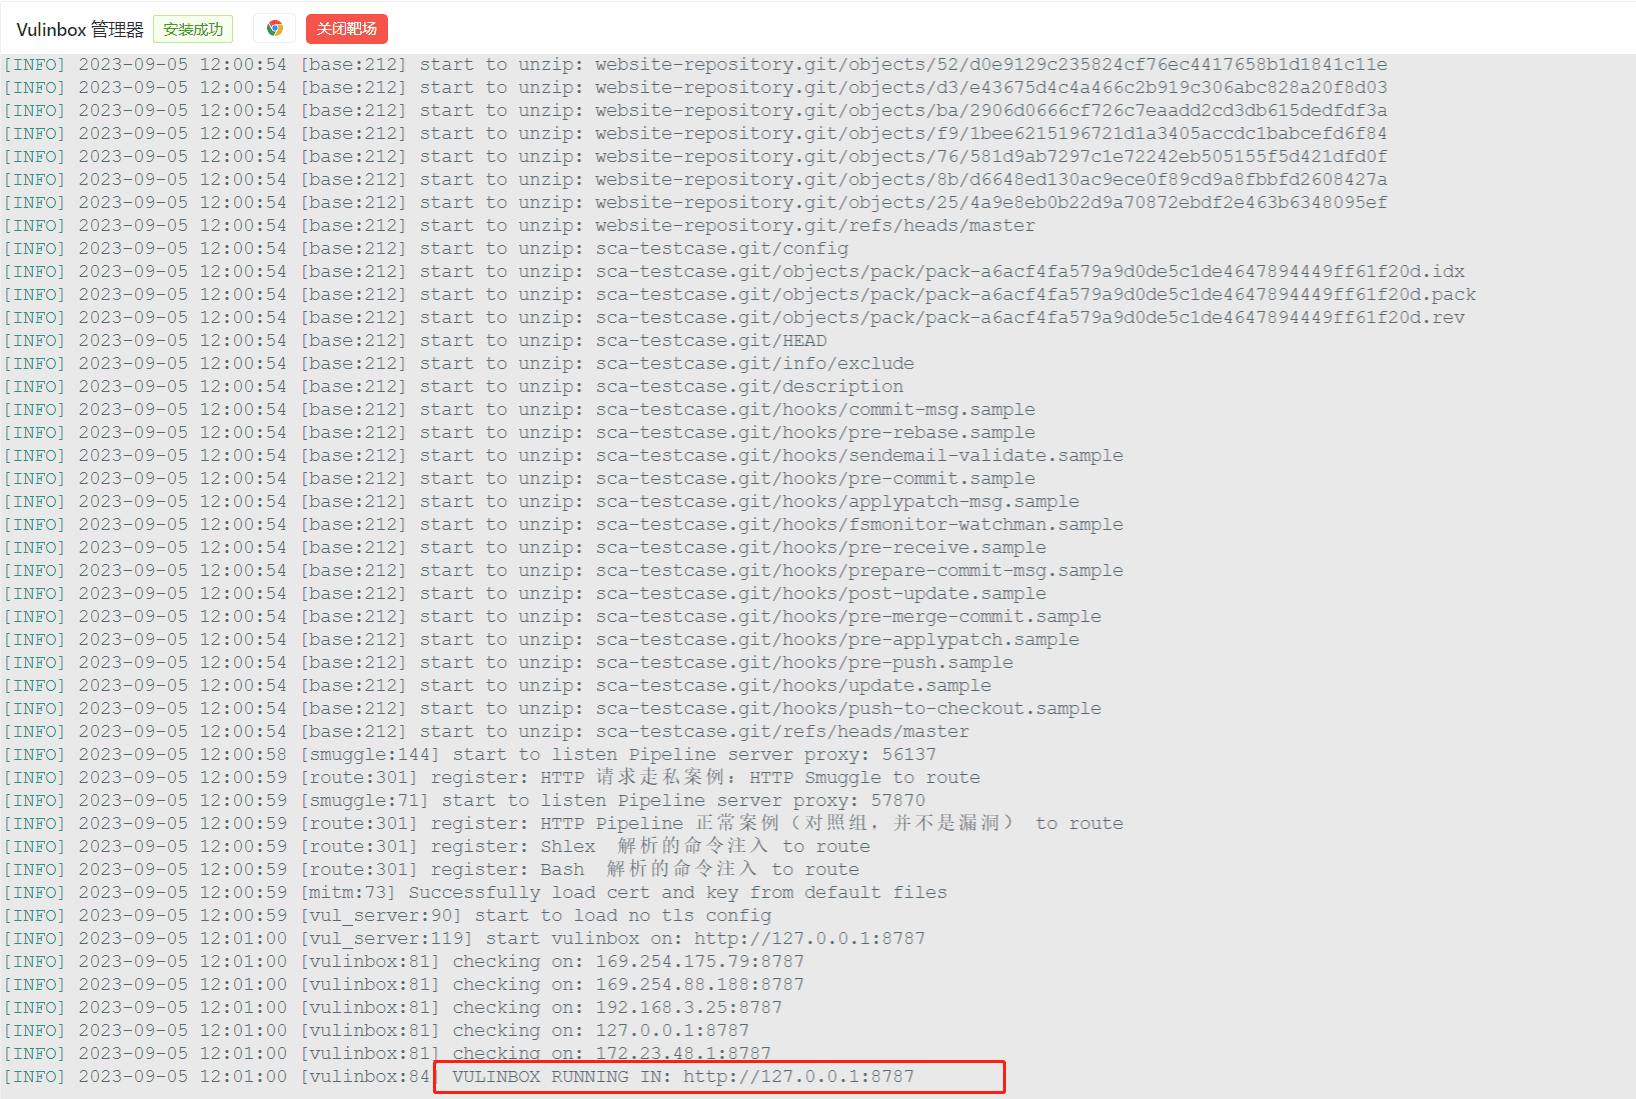 Vulinbox 管理器 安装成功 关闭靶场
[INFO] 2023-09-05 12:00:54 [base:212] start to unzip: website-repository.git/objects/52/d0e9129c235824cf76ec4417658b1d1841c11e
[INFO] 2023-09-05 12:00:54 [base:212] start to unzip: website-repository.git/objects/d3/e43675d4c4a466c2b919c306abc828a20f8d03
[INFO] 2023-09-05 12:00:54 [base:212] start to unzip: website-repository.git/objects/ba/2906d0666cf726c7eaadd2cd3db615dedfdf3a
[INFO] 2023-09-05 12:00:54 [base:212] start to unzip: website-repository.git/objects/f9/1bee6215196721d1a3405accdc1babcefd6f84
[INFO] 2023-09-05 12:00:54 [base:212] start to unzip: website-repository.git/objects/76/581d9ab7297c1e72242eb505155f5d421dfd0f
[INFO] 2023-09-05 12:00:54 [base:212] start to unzip: website-repository.git/objects/8b/d6648ed130ac9ece0f89cd9a8fbbfd2608427a
[INFO] 2023-09-05 12:00:54 [base:212] start to unzip: website-repository.git/objects/25/4a9e8eb0b22d9a70872ebdf2e463b6348095ef
[INFO] 2023-09-05 12:00:54 [base:212] start to unzip: website-repository.git/refs/heads/master
[INFO] 2023-09-05 12:00:54 [base:212] start to unzip: sca-testcase.git/config
[INFO] 2023-09-05 12:00:54 [base:212] start to unzip: sca-testcase.git/objects/pack/pack-a6acf4fa579a9d0de5c1de4647894449ff61f20d.idx
[INFO] 2023-09-05 12:00:54 [base:212] start to unzip: sca-testcase.git/objects/pack/pack-a6acf4fa579a9d0de5c1de4647894449ff61f20d.pack
[INFO] 2023-09-05 12:00:54 [base:212] start to unzip: sca-testcase.git/objects/pack/pack-a6acf4fa579a9d0de5c1de4647894449ff61f20d.rev
[INFO] 2023-09-05 12:00:54 [base:212] start to unzip: sca-testcase.git/HEAD
[INFO] 2023-09-05 12:00:54 [base:212] start to unzip: sca-testcase.git/info/exclude
[INFO] 2023-09-05 12:00:54 [base:212] start to unzip: sca-testcase.git/description
[INFO] 2023-09-05 12:00:54 [base:212] start to unzip: sca-testcase.git/hooks/commit-msg.sample
[INFO] 2023-09-05 12:00:54 [base:212] start to unzip: sca-testcase.git/hooks/pre-rebase.sample
[INFO] 2023-09-05 12:00:54 [base:212] start to unzip: sca-testcase.git/hooks/sendemail-validate.sample
[INFO] 2023-09-05 12:00:54 [base:212] start to unzip: sca-testcase.git/hooks/pre-commit.sample
[INFO] 2023-09-05 12:00:54 [base:212] start to unzip: sca-testcase.git/hooks/applypatch-msg.sample
[INFO] 2023-09-05 12:00:54 [base:212] start to unzip: sca-testcase.git/hooks/fsmonitor-watchman.sample
[INFO] 2023-09-05 12:00:54 [base:212] start to unzip: sca-testcase.git/hooks/pre-receive.sample
[INFO] 2023-09-05 12:00:54 [base:212] start to unzip: sca-testcase.git/hooks/prepare-commit-msg.sample
[INFO] 2023-09-05 12:00:54 [base:212] start to unzip: sca-testcase.git/hooks/post-update.sample
[INFO] 2023-09-05 12:00:54 [base:212] start to unzip: sca-testcase.git/hooks/pre-merge-commit.sample
[INFO] 2023-09-05 12:00:54 [base:212] start to unzip: sca-testcase.git/hooks/pre-applypatch.sample
[INFO] 2023-09-05 12:00:54 [base:212] start to unzip: sca-testcase.git/hooks/pre-push.sample
[INFO] 2023-09-05 12:00:54 [base:212] start to unzip: sca-testcase.git/hooks/update.sample
[INFO] 2023-09-05 12:00:54 [base:212] start to unzip: sca-testcase.git/hooks/push-to-checkout.sample
[INFO] 2023-09-05 12:00:54 [base:212] start to unzip: sca-testcase.git/refs/heads/master
[INFO] 2023-09-05 12:00:58 [smuggle:144] start to listen Pipeline server proxy: 56137
[INFO] 2023-09-05 12:00:59 [route:301] register: HTTP 请求走私案例：HTTP Smuggle to route
[INFO] 2023-09-05 12:00:59 [smuggle:71] start to listen Pipeline server proxy: 57870
[INFO] 2023-09-05 12:00:59 [route:301] register: HTTP Pipeline 正常案例（对照组，并不是漏洞） to route
[INFO] 2023-09-05 12:00:59 [route:301] register: Shlex 解析的命令注入 to route
[INFO] 2023-09-05 12:00:59 [route:301] register: Bash 解析的命令注入 to route
[INFO] 2023-09-05 12:00:59 [mitm:73] Successfully load cert and key from default files
[INFO] 2023-09-05 12:00:59 [vul_server:90] start to load no tls config
[INFO] 2023-09-05 12:01:00 [vul_server:119] start vulinbox on: http://127.0.0.1:8787
[INFO] 2023-09-05 12:01:00 [vulinbox:81] checking on: 169.254.175.79:8787
[INFO] 2023-09-05 12:01:00 [vulinbox:81] checking on: 169.254.88.188:8787
[INFO] 2023-09-05 12:01:00 [vulinbox:81] checking on: 192.168.3.25:8787
[INFO] 2023-09-05 12:01:00 [vulinbox:81] checking on: 127.0.0.1:8787
[INFO] 2023-09-05 12:01:00 [vulinbox:81] checking on: 172.23.48.1:8787
[INFO] 2023-09-05 12:01:00 [vulinbox:84] VULINBOX RUNNING IN: http://127.0.0.1:8787